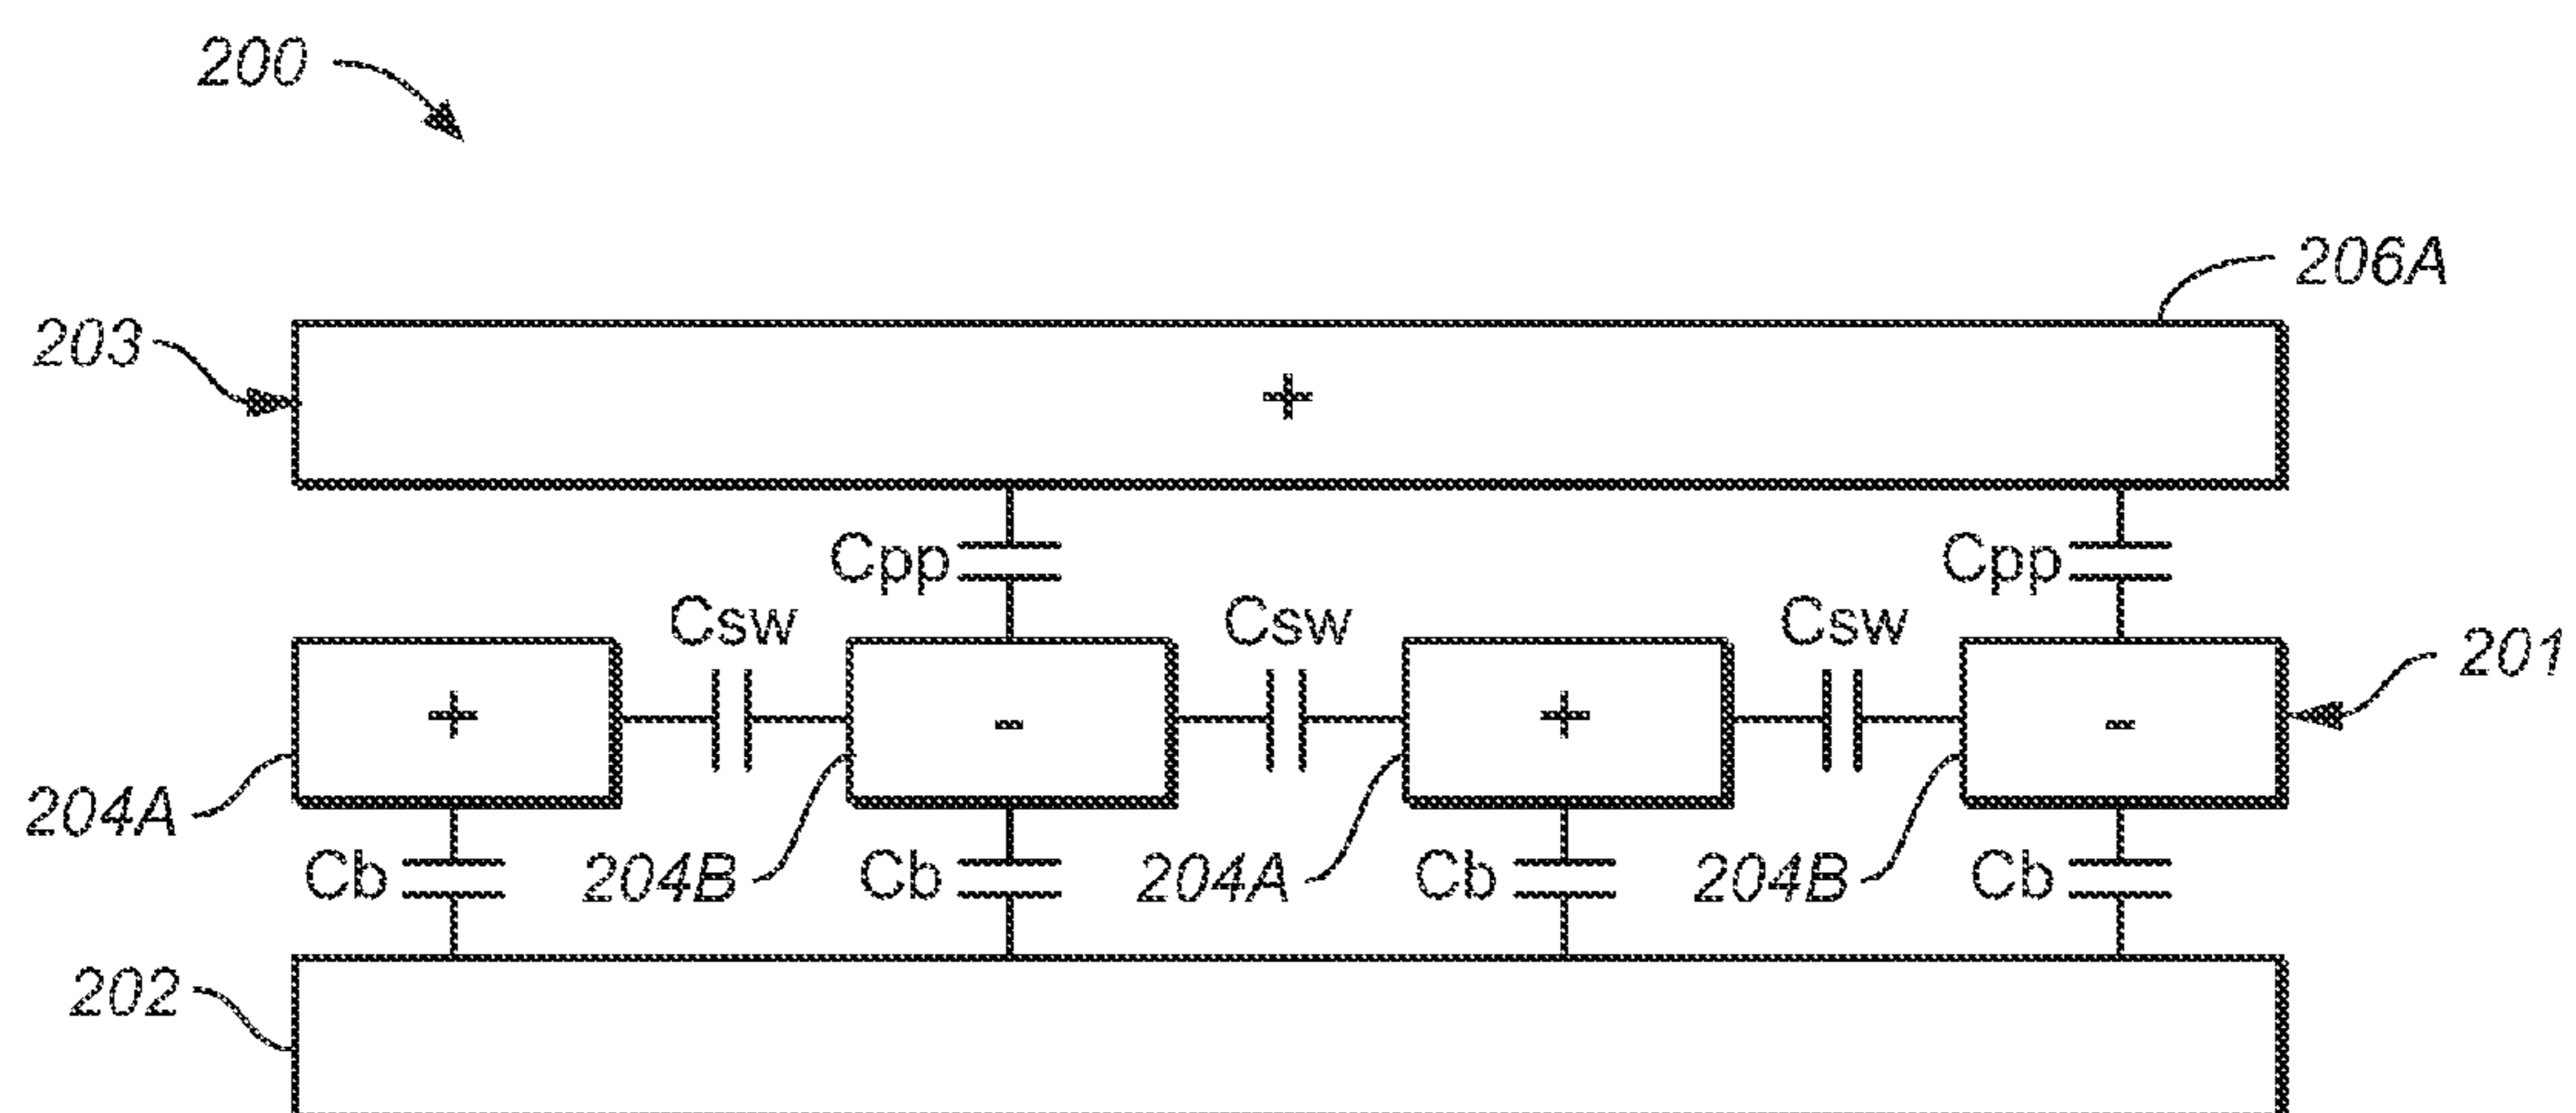 200
206A
203
+
Cpp Cpp
Csw Csw Csw
201
+ - + -
204A
Cb 204B Cb 204A Cb 204B Cb
202